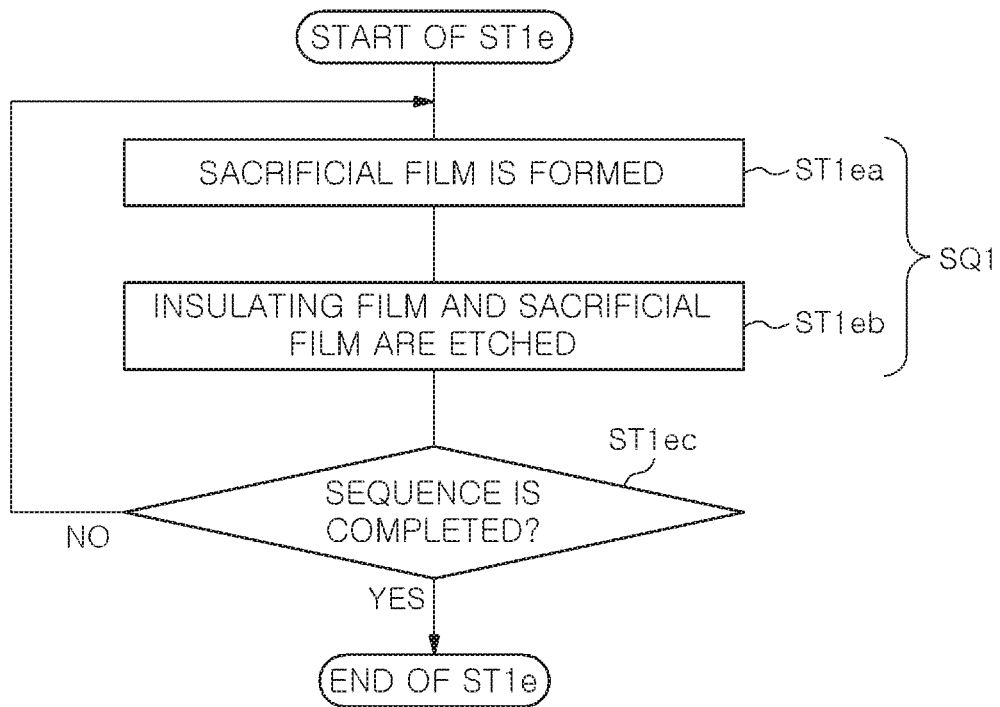 START OF ST1e
SACRIFICIAL FILM IS FORMED
ST1ea
SQ1
INSULATING FILM AND SACRIFICIAL
FILM ARE ETCHED
ST1eb
ST1ec
SEQUENCE IS
COMPLETED?
NO
YES
END OF ST1e